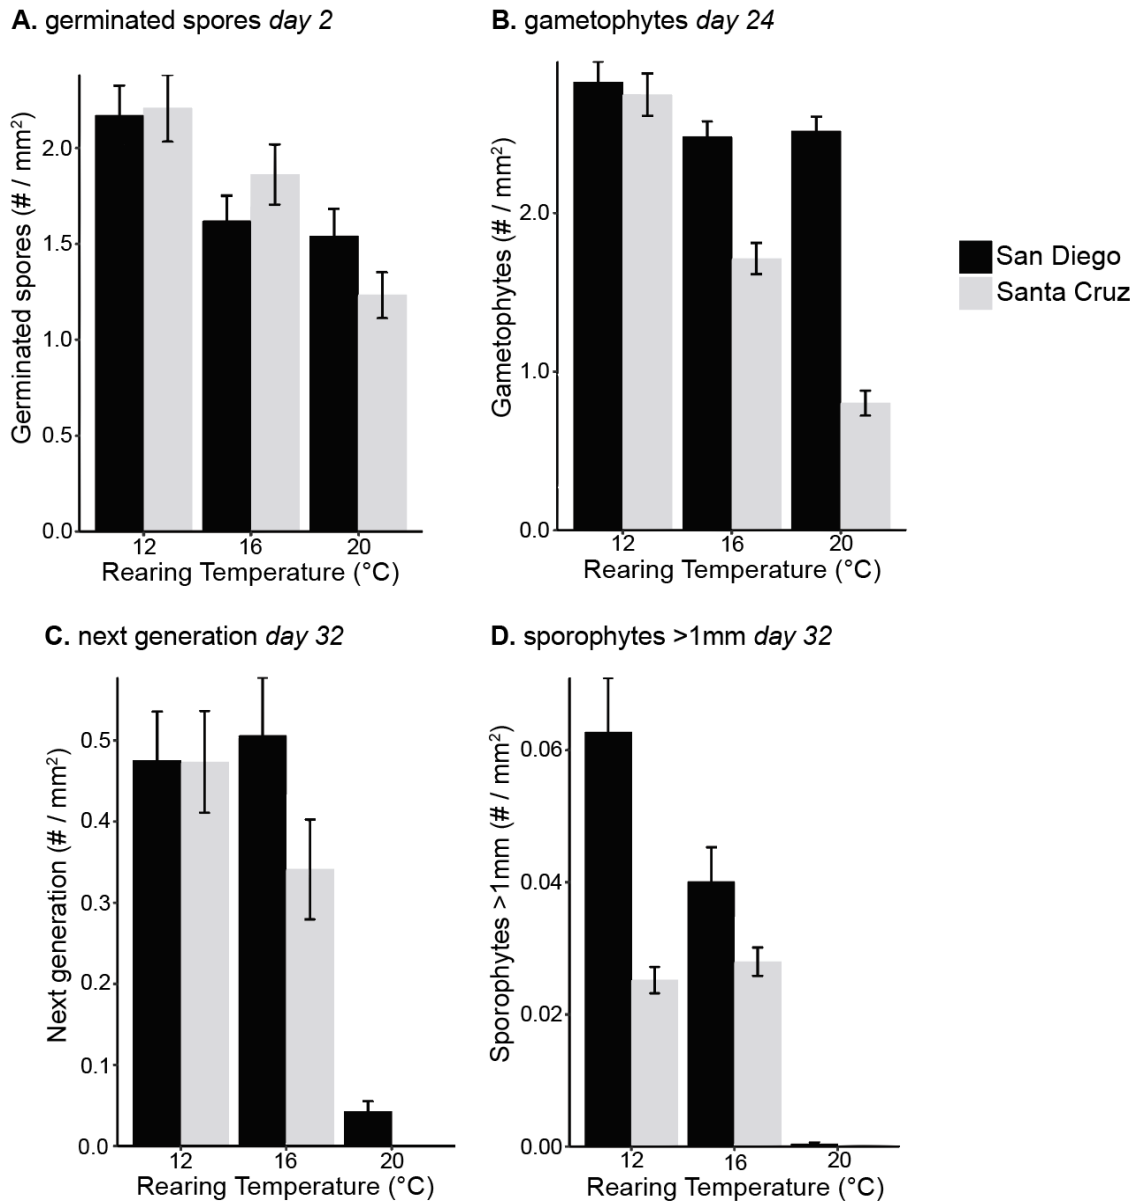 A. germinated spores day 2
Germinated spores (# / mm²)
2.0
1.5
1.0
0.5
0.0
12 16 20
Rearing Temperature (°C)
B. gametophytes day 24
Gametophytes (# / mm²)
2.0
1.0
0.0
12 16 20
Rearing Temperature (°C)
San Diego
Santa Cruz
C. next generation day 32
Next generation (# / mm²)
0.5
0.4
0.3
0.2
0.1
0.0
12 16 20
Rearing Temperature (°C)
D. sporophytes >1mm day 32
Sporophytes >1mm (# / mm²)
0.06
0.04
0.02
0.00
12 16 20
Rearing Temperature (°C)